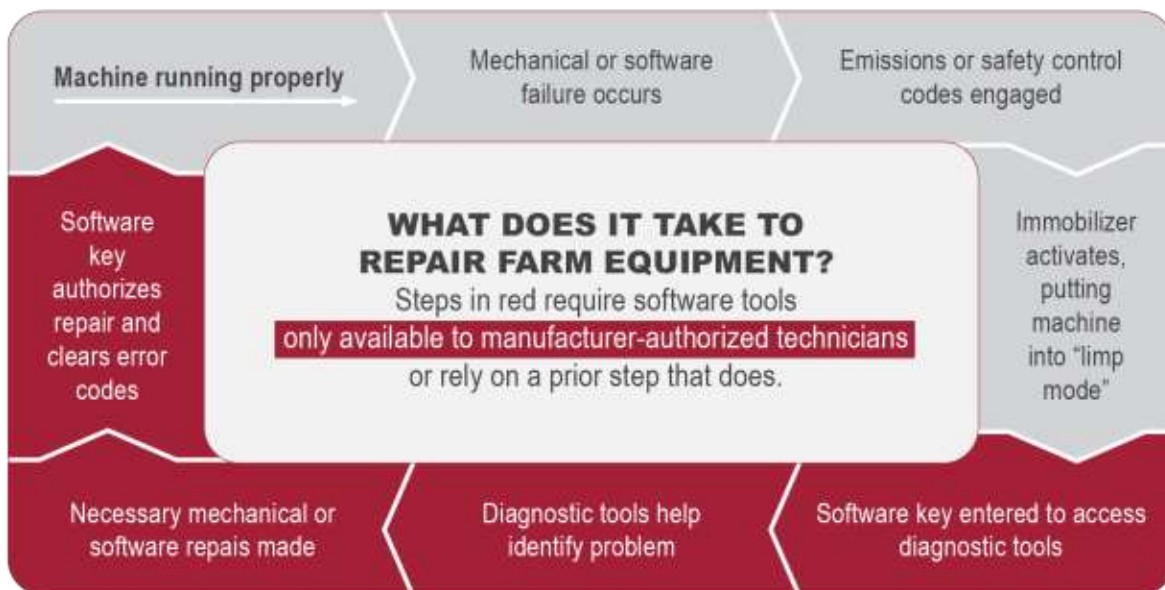 Machine running properly
Mechanical or software
failure occurs
Emissions or safety control
codes engaged
Immobilizer
activates,
putting
machine
into “limp
mode”
Software key entered to access
diagnostic tools
Diagnostic tools help
identify problem
Necessary mechanical or
software repais made
Software
key
authorizes
repair and
clears error
codes
WHAT DOES IT TAKE TO
REPAIR FARM EQUIPMENT?
Steps in red require software tools
only available to manufacturer-authorized technicians
or rely on a prior step that does.